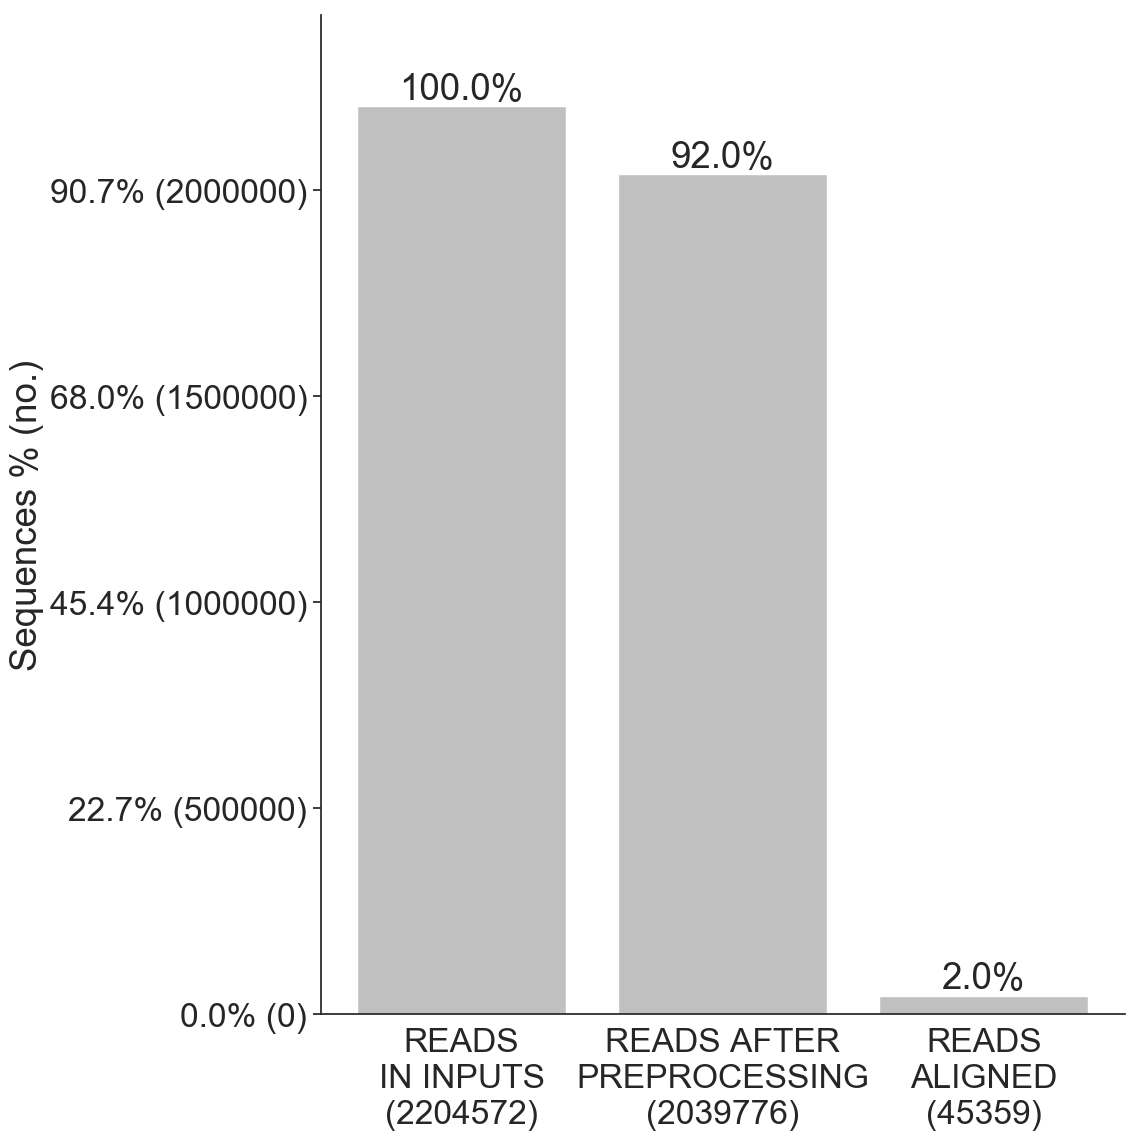 Sequences % (no.)
90.7% (2000000)
68.0% (1500000)
45.4% (1000000)
22.7% (500000)
0.0% (0)
100.0%
92.0%
2.0%
READS
IN INPUTS
(2204572)
READS AFTER
PREPROCESSING
(2039776)
READS
ALIGNED
(45359)